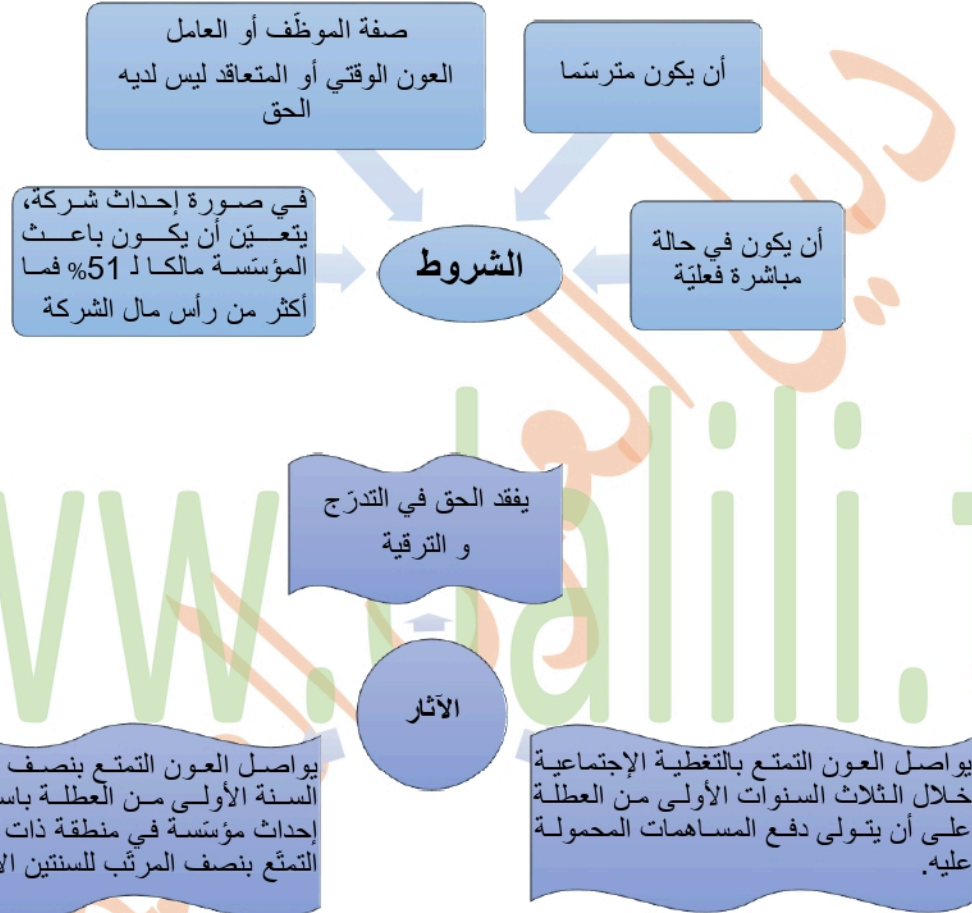 صفة الموظّف أو العامل
العون الوقتي أو المتعاقد ليس لديه
الحق
أن يكون مترسّما
في صورة إحداث شركة،
يتعيّن أن يكون باعث
المؤسّسة مالكا لـ 51% فما
أكثر من رأس مال الشركة
الشروط
أن يكون في حالة
مباشرة فعليّة
يفقد الحق في التدرّج
و الترقية
الآثار
يواصل العون التمتع بالتغطية الإجتماعية
خلال الثلاث السنوات الأولى من العطلة
على أن يتولى دفع المساهمات المحمولة
عليه.
يواصل العون التمتع بنصف
السنة الأولى من العطلة
إحداث مؤسّسة في منطقة ذات
التمتّع بنصف المرتّب للسنتين
دليل
www.dalili.